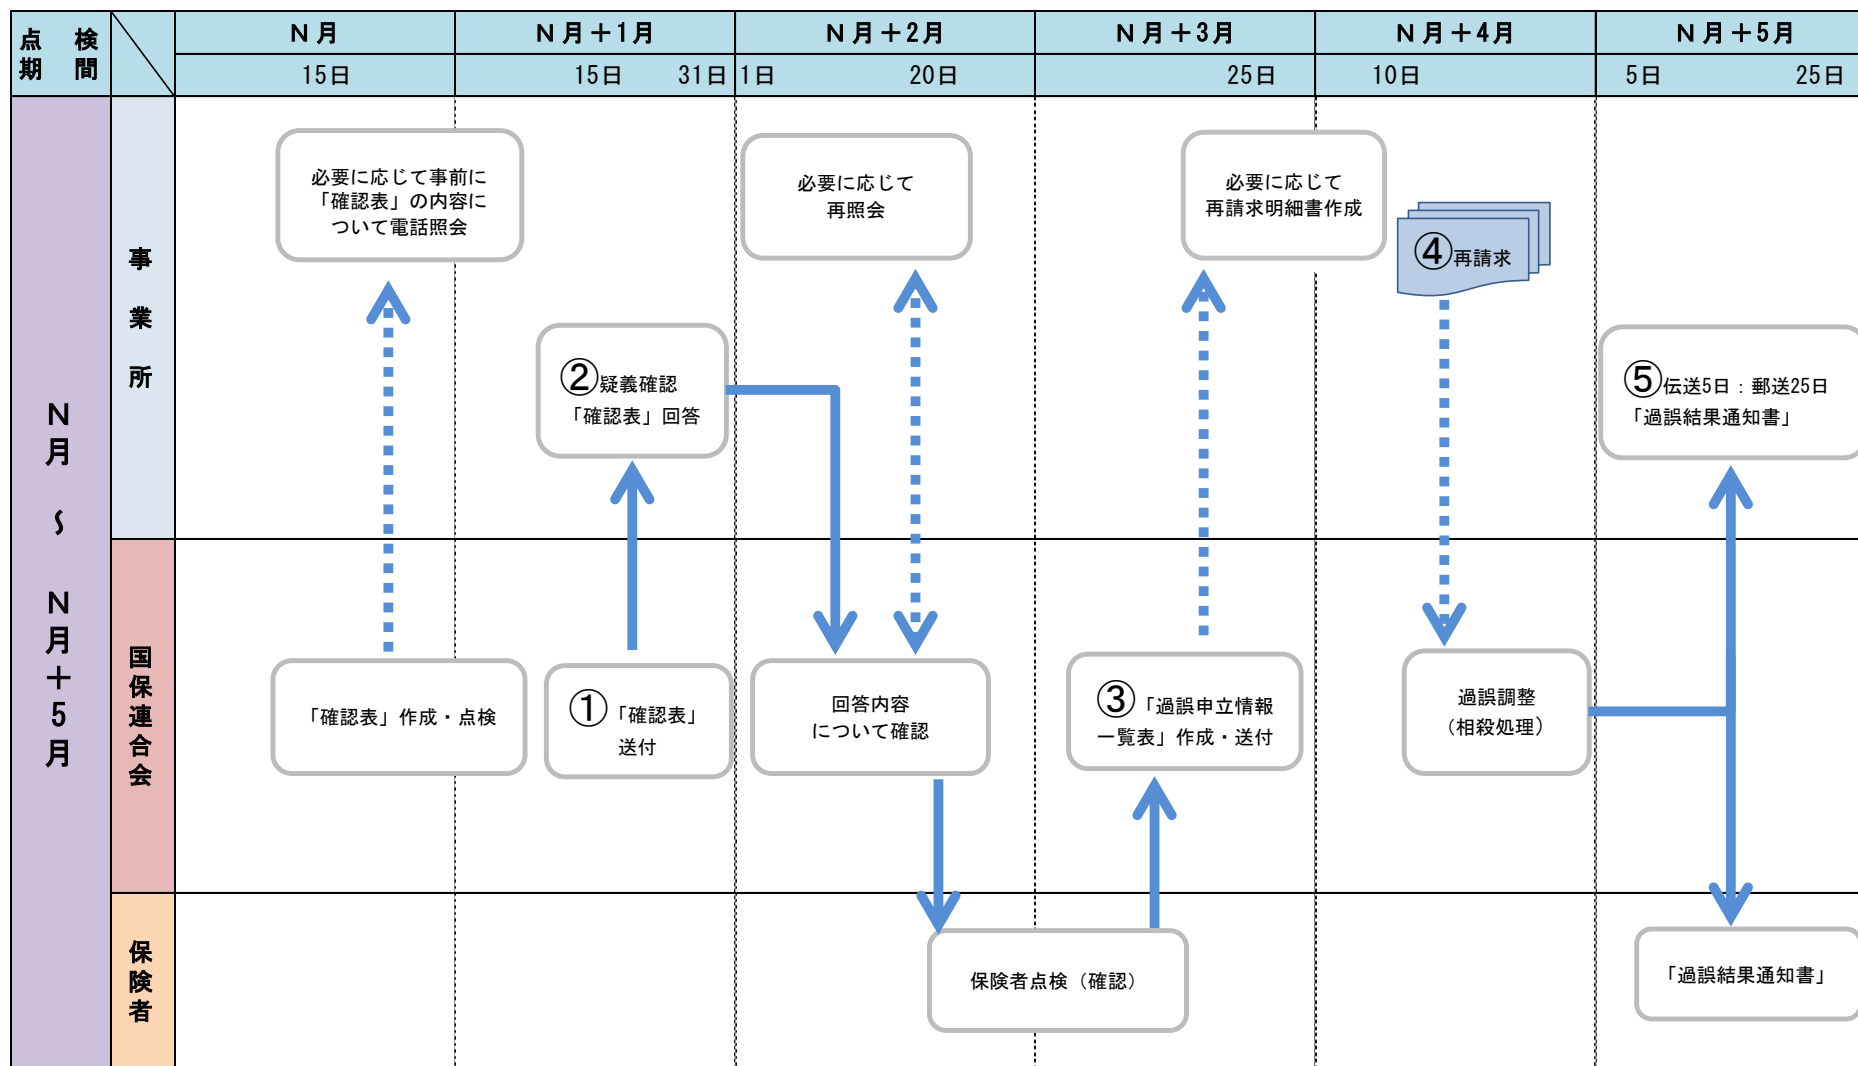 点　検
期　間
Ｎ月
Ｎ月＋1月
Ｎ月＋2月
Ｎ月＋3月
Ｎ月＋4月
Ｎ月＋5月
15日
15日
31日
1日
20日
25日
10日
5日
25日
Ｎ月　～　Ｎ月＋5月
事業所
必要に応じて事前に
「確認表」の内容に
ついて電話照会
必要に応じて
再照会
必要に応じて
再請求明細書作成
④再請求
②疑義確認
「確認表」回答
⑤伝送5日：郵送25日
「過誤結果通知書」
国保連合会
「確認表」作成・点検
①「確認表」
送付
回答内容
について確認
③「過誤申立情報
一覧表」作成・送付
過誤調整
（相殺処理）
保険者
保険者点検（確認）
「過誤結果通知書」